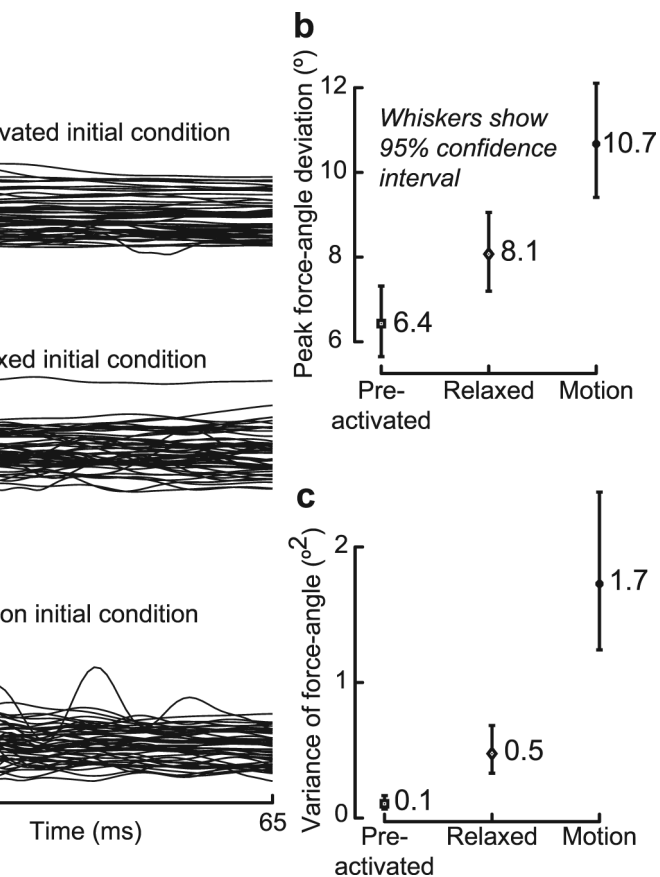 vated initial condition
xed initial condition
on initial condition
65
Time (ms)
b
Peak force-angle deviation (º)
12
10
8
6
Whiskers show
95% confidence
interval
10.7
8.1
6.4
Pre-
activated
Relaxed
Motion
c
Variance of force-angle (º2)
2
1
0
1.7
0.5
0.1
Pre-
activated
Relaxed
Motion